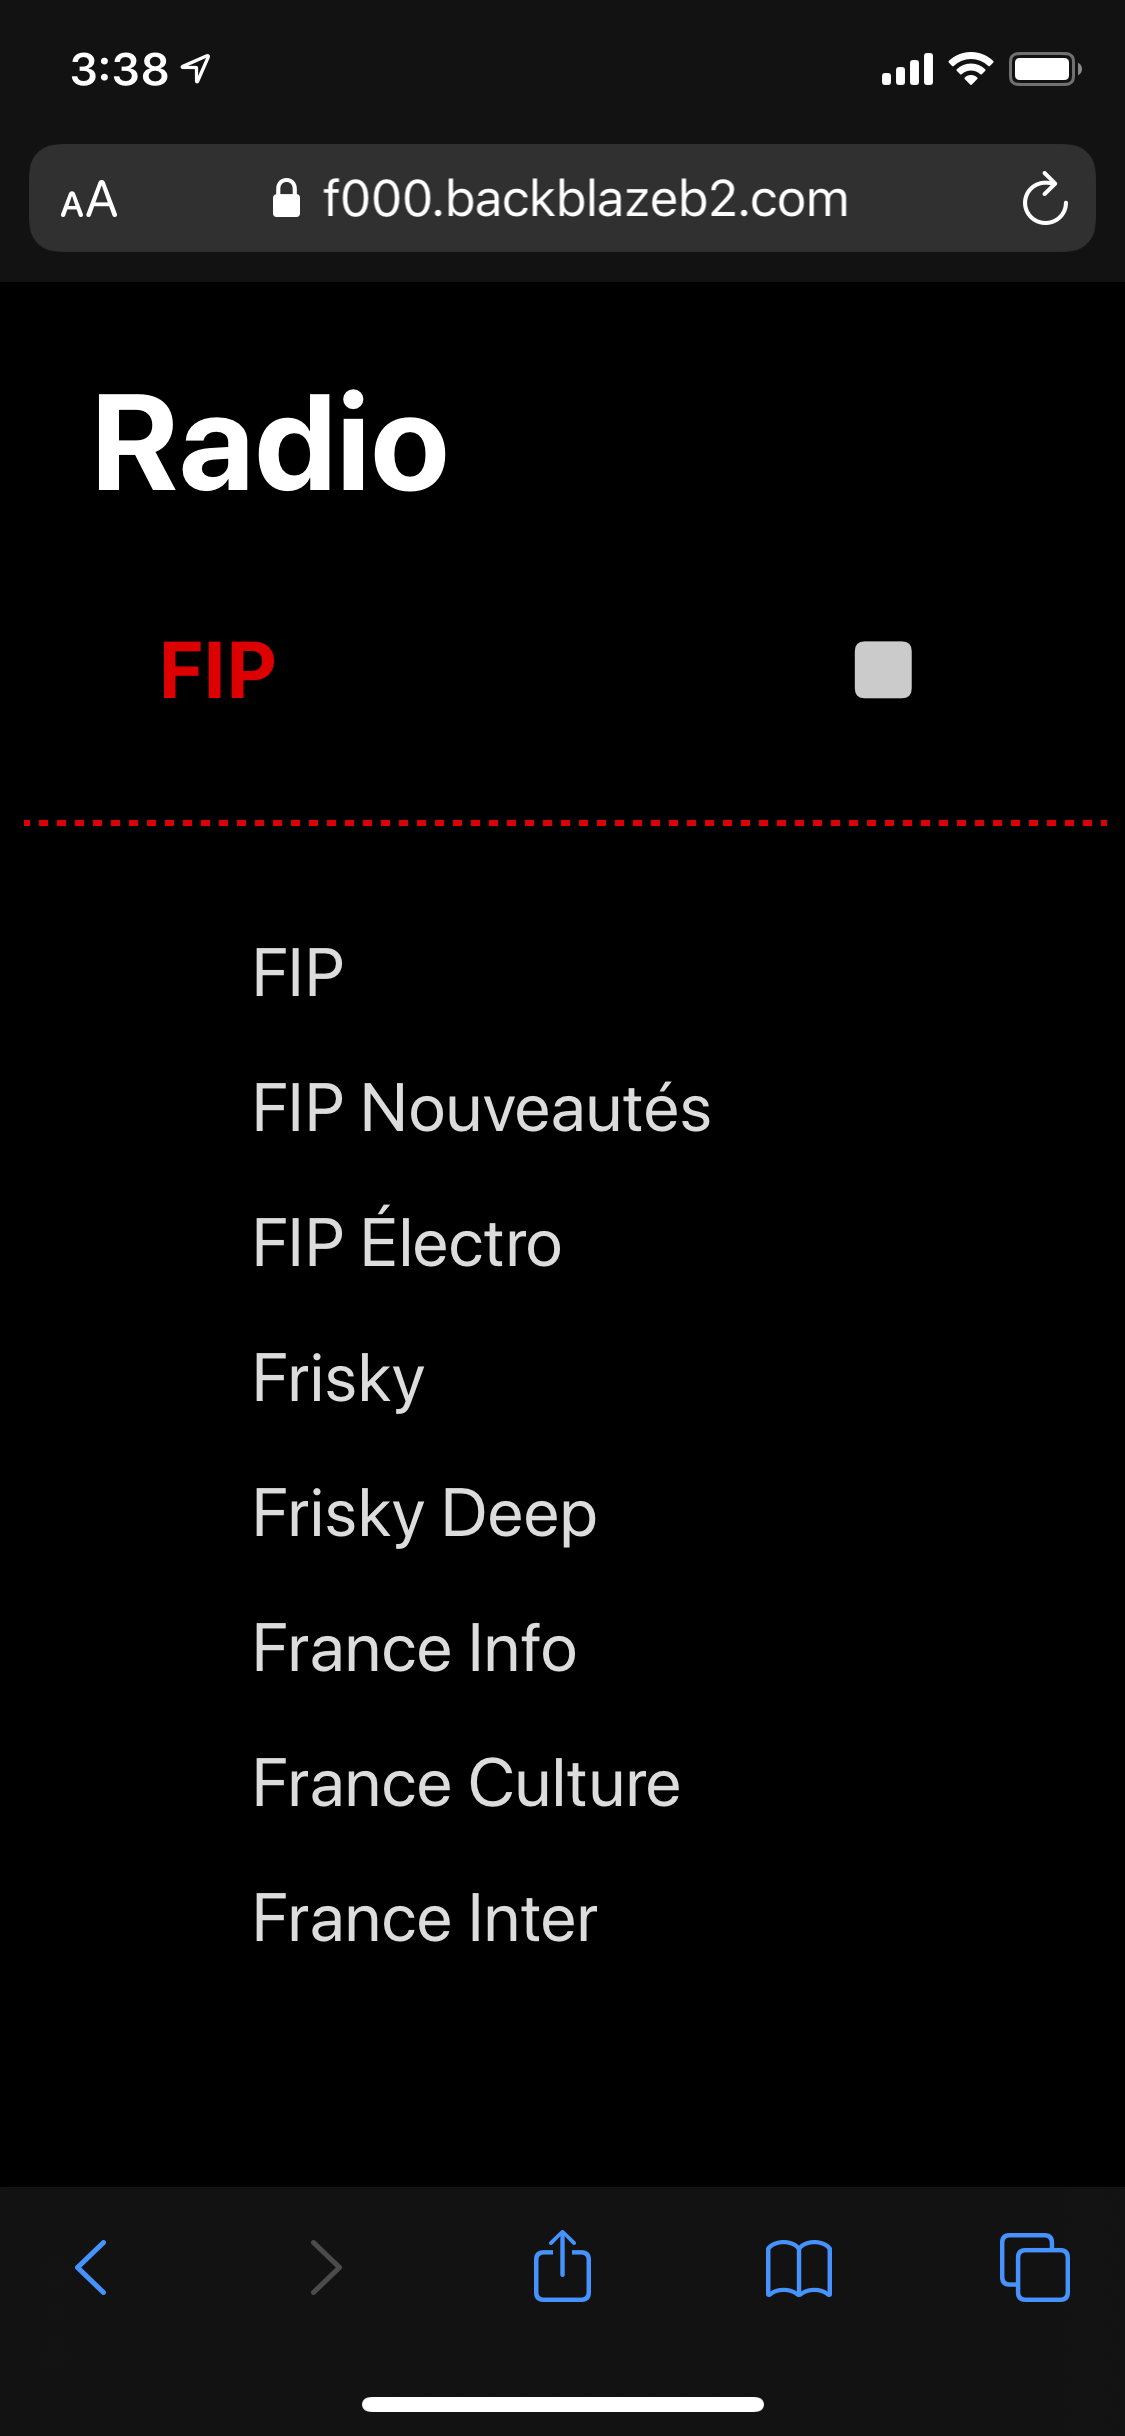 3:38
AA
f000.backblazeb2.com
Radio
FIP
FIP
FIP Nouveautés
FIP Électro
Frisky
Frisky Deep
France Info
France Culture
France Inter